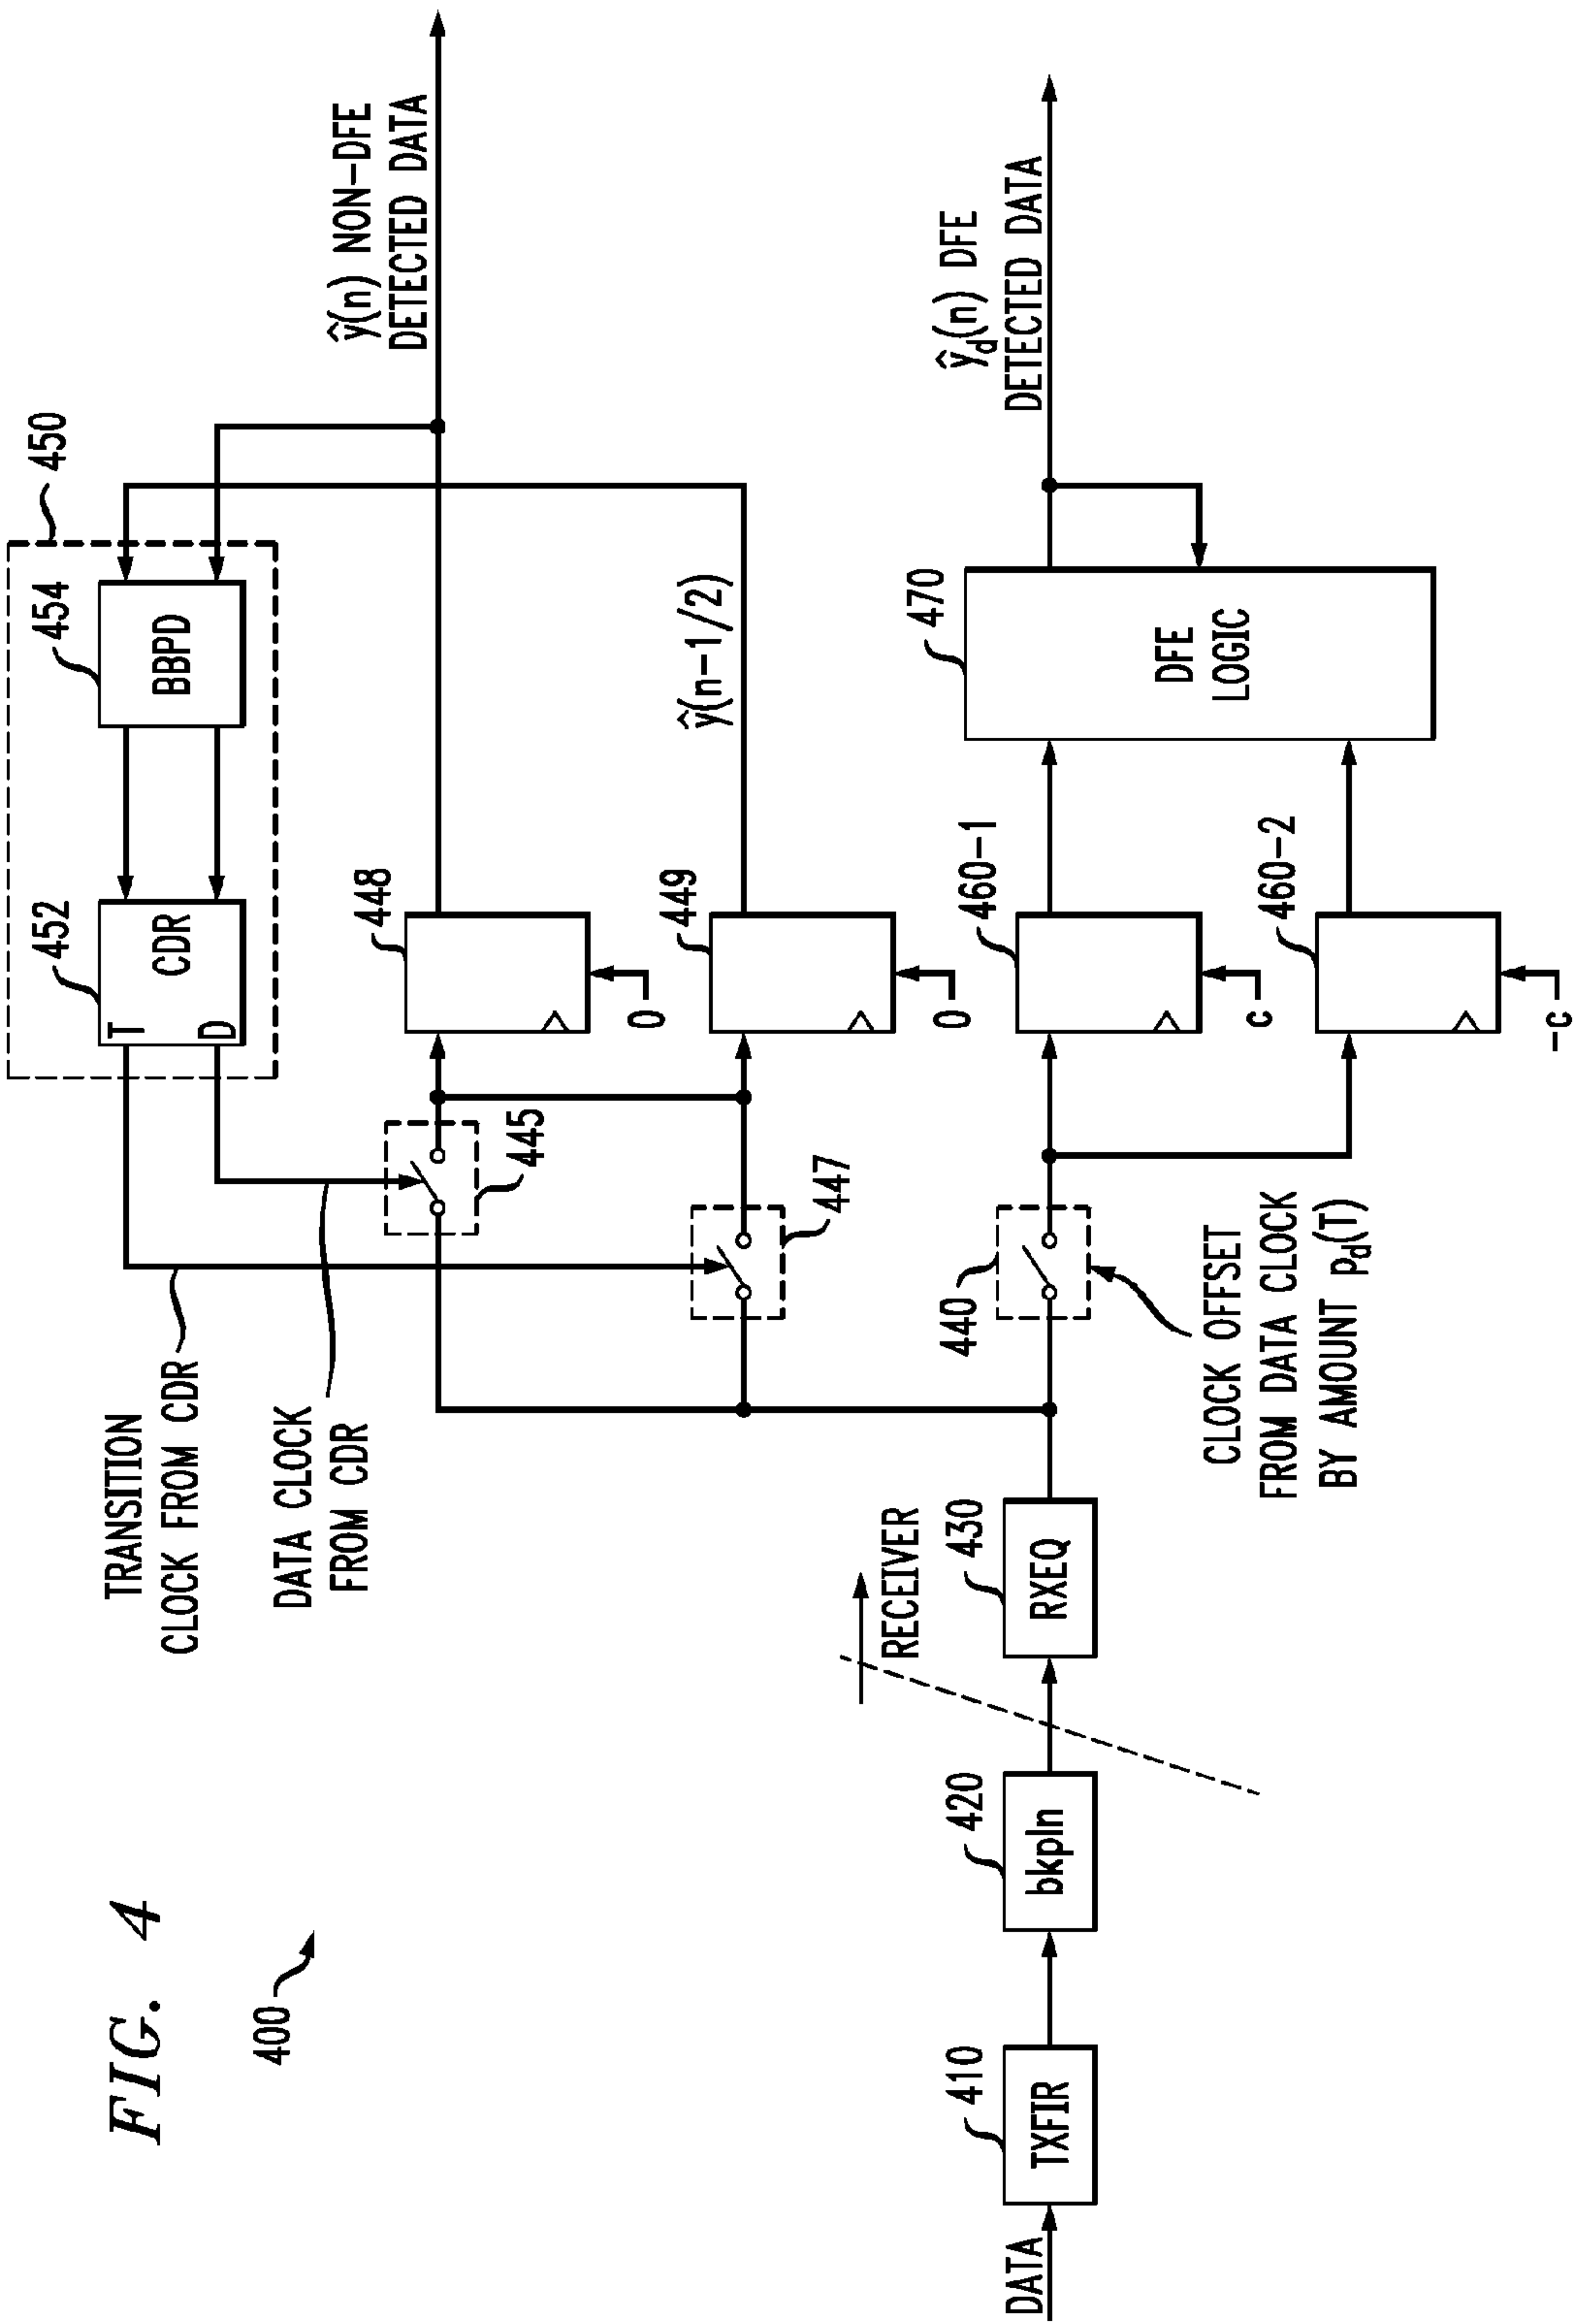 FIG. 4
400
450
454
BBPD
452
CDR
T
D
TRANSITION
CLOCK FROM CDR
DATA CLOCK
FROM CDR
ŷ(n) NON-DFE
DETECTED DATA
448
0
445
449
0
ŷ(n-1/2)
447
440
CLOCK OFFSET
FROM DATA CLOCK
BY AMOUNT pd(T)
460-1
c
460-2
-c
470
DFE
LOGIC
ŷd(n) DFE
DETECTED DATA
RECEIVER
DATA
410
TXFIR
420
bkpln
430
RXEQ